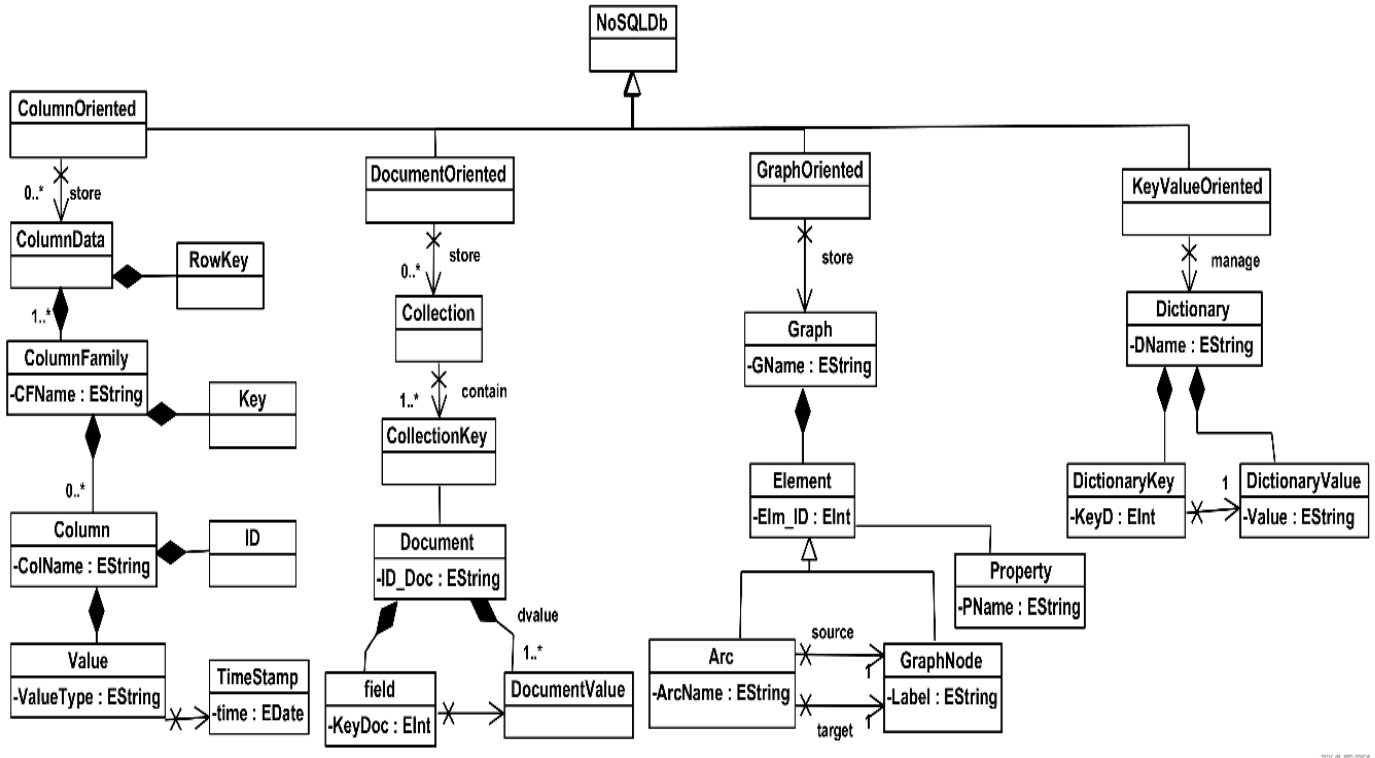 NoSQLDb
ColumnOriented
0..*
store
ColumnData
RowKey
1..*
ColumnFamily
-CFName : EString
Key
0..*
Column
-ColName : EString
ID
Value
-ValueType : EString
TimeStamp
-time : EDate
DocumentOriented
store
0..*
Collection
contain
1..*
CollectionKey
Document
-ID_Doc : EString
dvalue
1..*
field
-KeyDoc : EInt
DocumentValue
GraphOriented
store
Graph
-GName : EString
Element
-Elm_ID : EInt
Property
-PName : EString
Arc
-ArcName : EString
source
1
target
1
GraphNode
-Label : EString
KeyValueOriented
manage
Dictionary
-DName : EString
DictionaryKey
-KeyD : EInt
1
DictionaryValue
-Value : EString